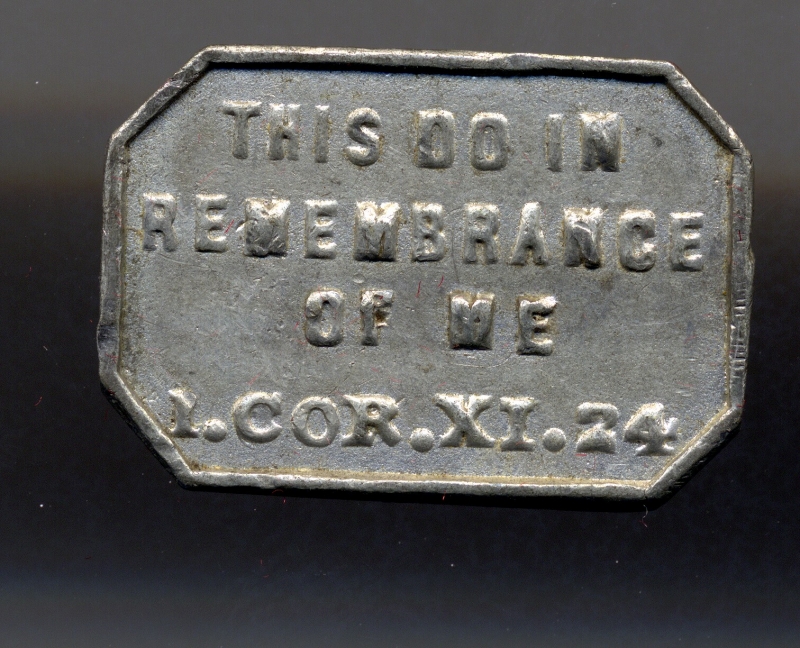 THIS DO IN
REMEMBRANCE
OF ME
1.COR.XI.24